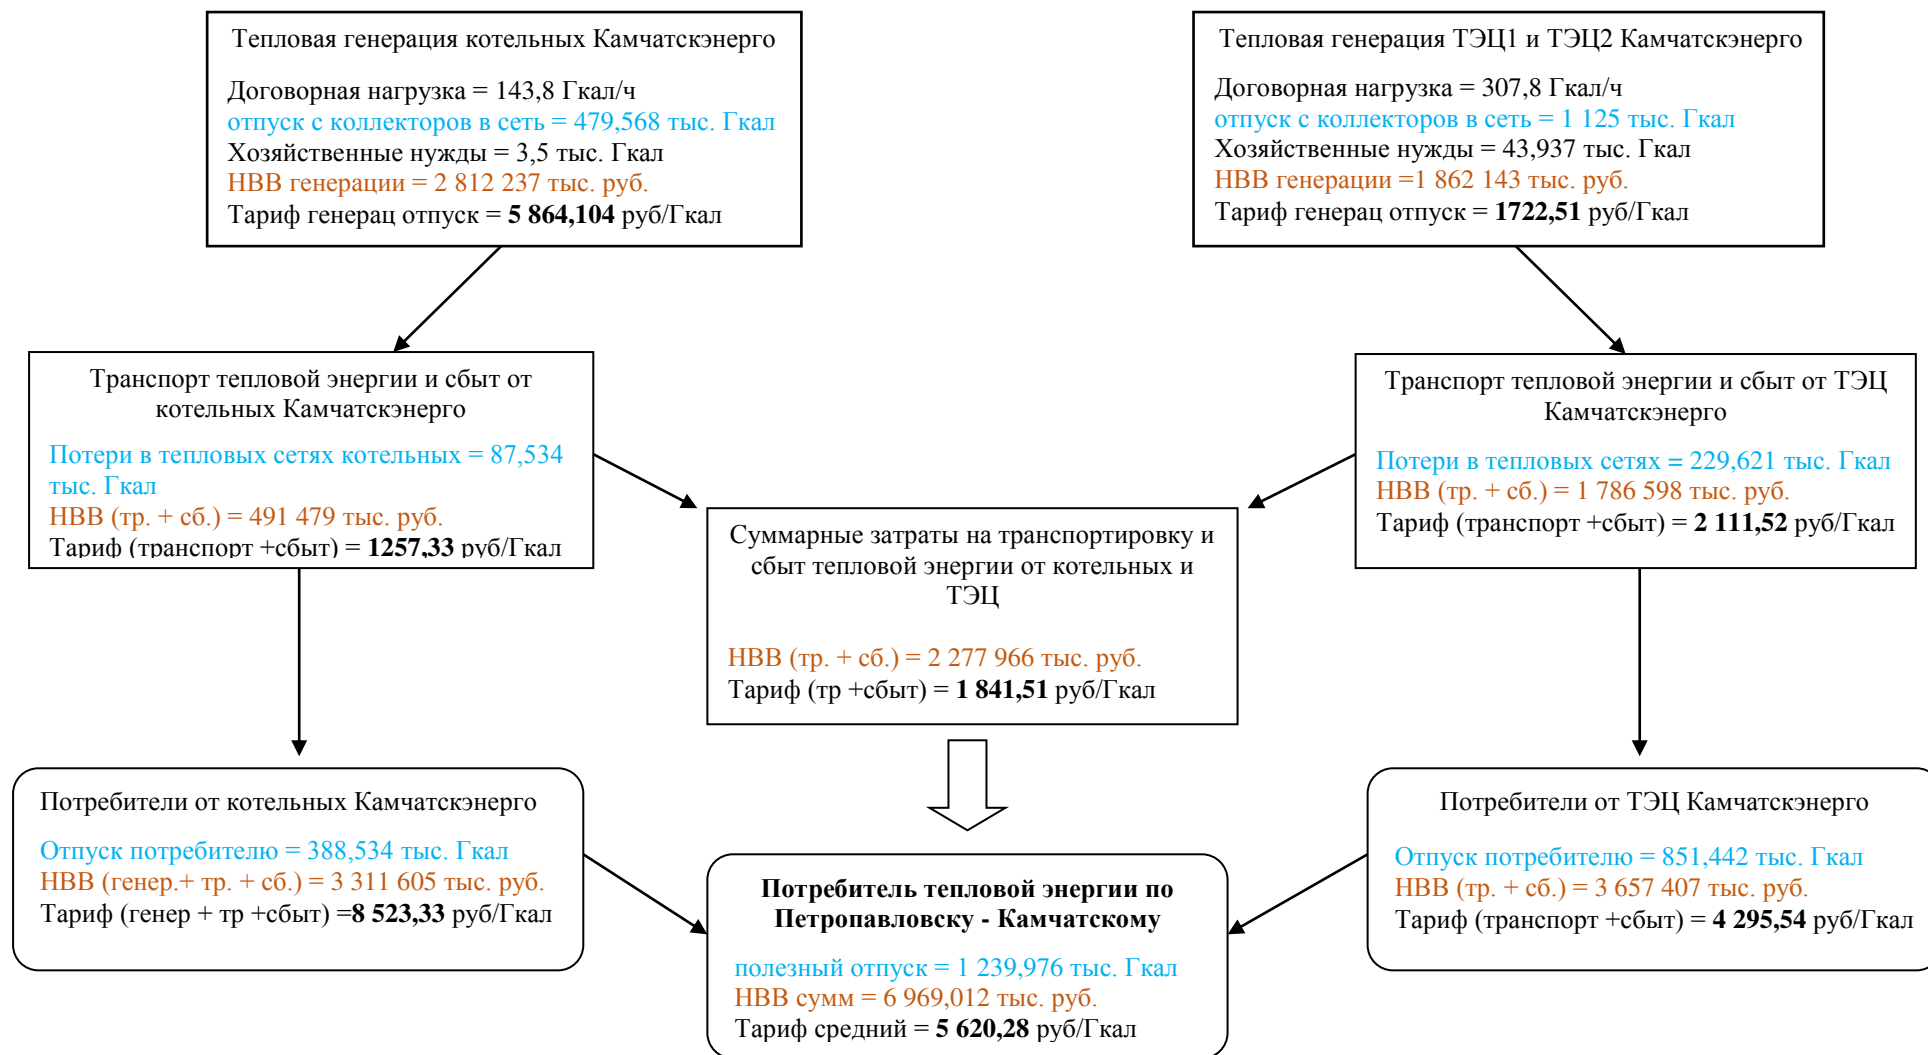 Тепловая генерация котельных Камчатскэнерго
Договорная нагрузка = 143,8 Гкал/ч
отпуск с коллекторов в сеть = 479,568 тыс. Гкал
Хозяйственные нужды = 3,5 тыс. Гкал
НВВ генерации = 2 812 237 тыс. руб.
Тариф генерац отпуск = 5 864,104 руб/Гкал
Тепловая генерация ТЭЦ1 и ТЭЦ2 Камчатскэнерго
Договорная нагрузка = 307,8 Гкал/ч
отпуск с коллекторов в сеть = 1 125 тыс. Гкал
Хозяйственные нужды = 43,937 тыс. Гкал
НВВ генерации =1 862 143 тыс. руб.
Тариф генерац отпуск = 1722,51 руб/Гкал
Транспорт тепловой энергии и сбыт от
котельных Камчатскэнерго
Потери в тепловых сетях котельных = 87,534
тыс. Гкал
НВВ (тр. + сб.) = 491 479 тыс. руб.
Тариф (транспорт +сбыт) = 1257,33 руб/Гкал
Транспорт тепловой энергии и сбыт от ТЭЦ
Камчатскэнерго
Потери в тепловых сетях = 229,621 тыс. Гкал
НВВ (тр. + сб.) = 1 786 598 тыс. руб.
Тариф (транспорт +сбыт) = 2 111,52 руб/Гкал
Суммарные затраты на транспортировку и
сбыт тепловой энергии от котельных и
ТЭЦ
НВВ (тр. + сб.) = 2 277 966 тыс. руб.
Тариф (тр +сбыт) = 1 841,51 руб/Гкал
Потребители от котельных Камчатскэнерго
Отпуск потребителю = 388,534 тыс. Гкал
НВВ (генер.+ тр. + сб.) = 3 311 605 тыс. руб.
Тариф (генер + тр +сбыт) =8 523,33 руб/Гкал
Потребитель тепловой энергии по
Петропавловску - Камчатскому
полезный отпуск = 1 239,976 тыс. Гкал
НВВ сумм = 6 969,012 тыс. руб.
Тариф средний = 5 620,28 руб/Гкал
Потребители от ТЭЦ Камчатскэнерго
Отпуск потребителю = 851,442 тыс. Гкал
НВВ (тр. + сб.) = 3 657 407 тыс. руб.
Тариф (транспорт +сбыт) = 4 295,54 руб/Гкал